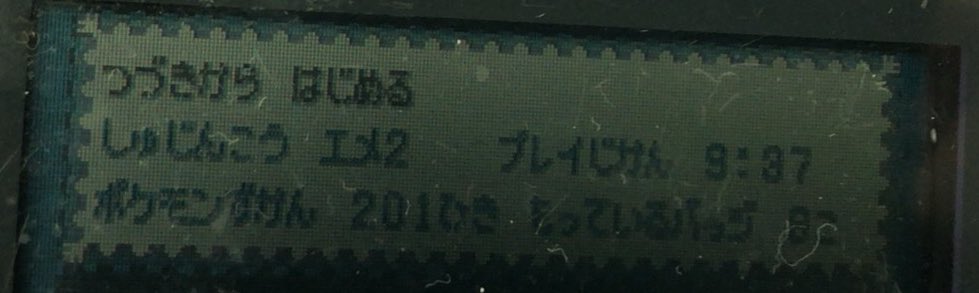 つづきから はじめる
しゅじんこう エメ2 プレイじかん 9:37
ポケモンずかん 201ひき もっているバッジ 8こ